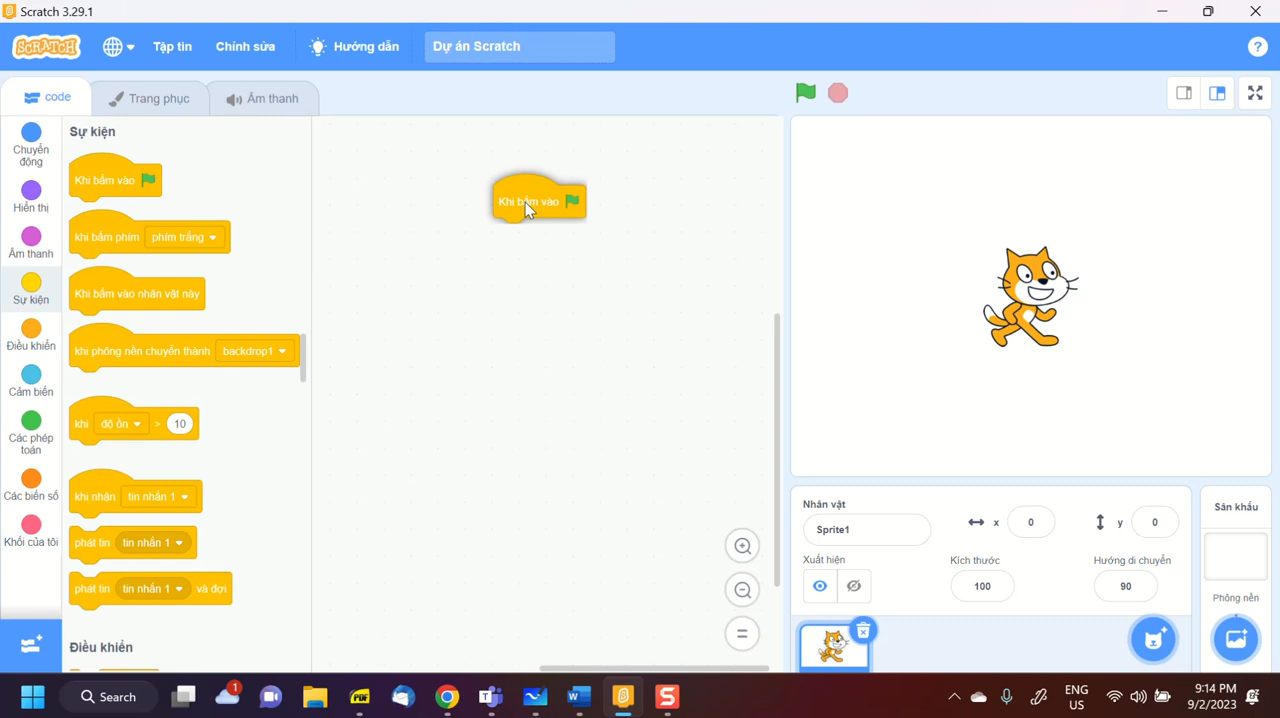 Scratch 3.29.1
SCRATCH
Tập tin
Chỉnh sửa
Hướng dẫn
Dự án Scratch
?
code
Trang phục
Âm thanh
Chuyển
động
Hiển thị
Âm thanh
Sự kiện
Điều khiển
Cảm biến
Các phép
toán
Các biến số
Khối của tôi
Sự kiện
Khi bấm vào
khi bấm phím phím trắng
Khi bấm vào nhân vật này
khi phông nền chuyển thành backdrop1
khi độ ồn > 10
khi nhận tin nhắn 1
phát tin tin nhắn 1
phát tin tin nhắn 1 và đợi
Điều khiển
Khi bấm vào
Nhân vật
Sprite1
x 0
y 0
Xuất hiện
Kích thước
100
Hướng di chuyển
90
Sân khấu
Phông nền
Search
1
PDF
ENG
US
9:14 PM
9/2/2023